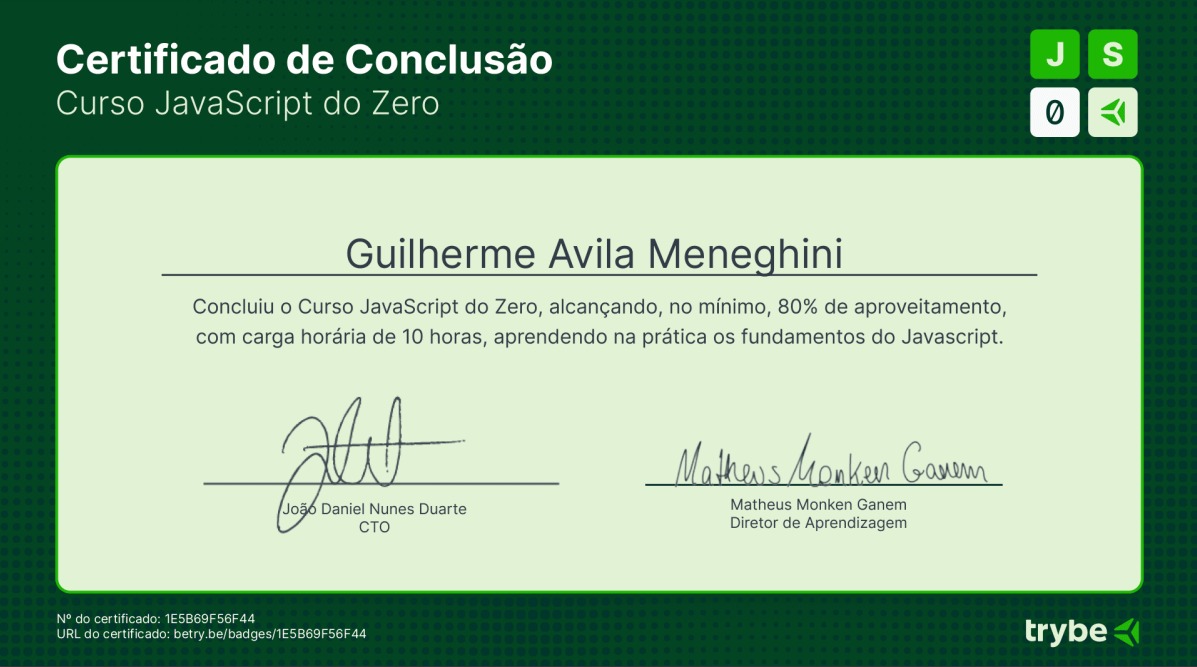 Certificado de Conclusão
Curso JavaScript do Zero
J S
0
Guilherme Avila Meneghini
Concluiu o Curso JavaScript do Zero, alcançando, no mínimo, 80% de aproveitamento,
com carga horária de 10 horas, aprendendo na prática os fundamentos do Javascript.
Matheus Monken Ganem
João Daniel Nunes Duarte
CTO
Matheus Monken Ganem
Diretor de Aprendizagem
Nº do certificado: 1E5B69F56F44
URL do certificado: betry.be/badges/1E5B69F56F44
trybe